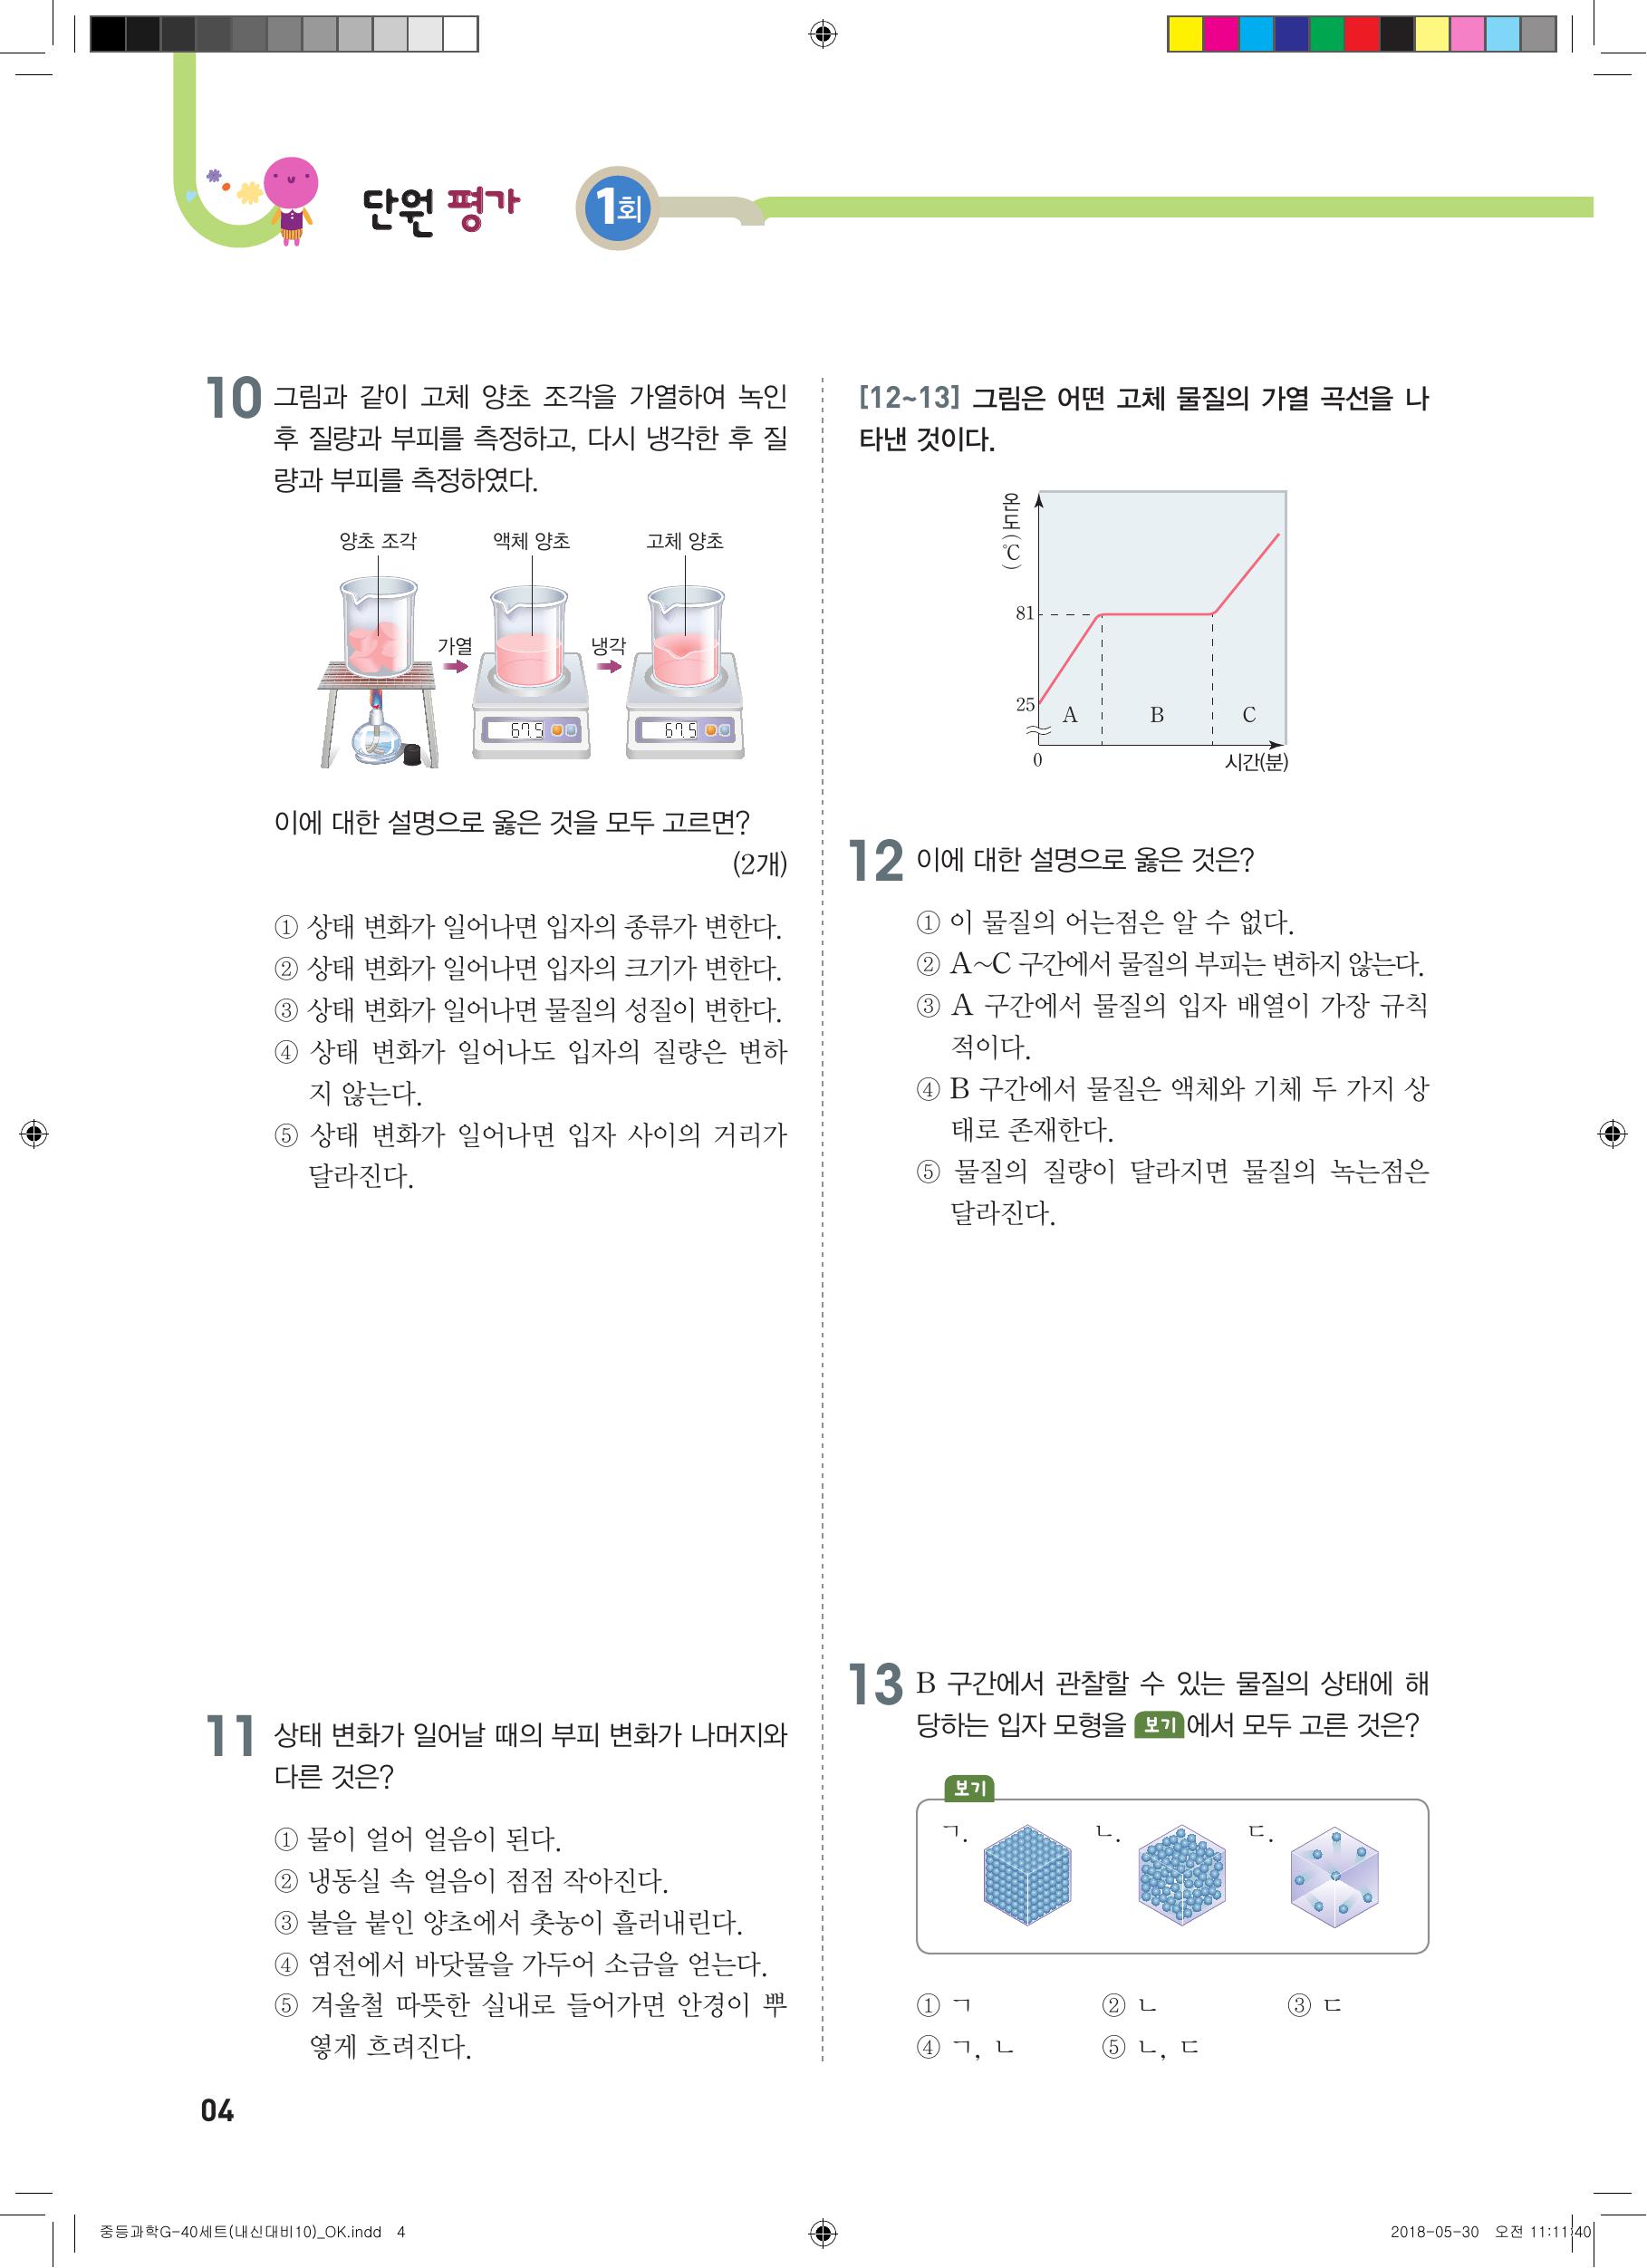 단원 평가 1회
10 그림과 같이 고체 양초 조각을 가열하여 녹인
후 질량과 부피를 측정하고, 다시 냉각한 후 질
량과 부피를 측정하였다.
양초 조각 액체 양초 고체 양초
가열 냉각
67.5 67.5
이에 대한 설명으로 옳은 것을 모두 고르면?
(2개)
① 상태 변화가 일어나면 입자의 종류가 변한다.
② 상태 변화가 일어나면 입자의 크기가 변한다.
③ 상태 변화가 일어나면 물질의 성질이 변한다.
④ 상태 변화가 일어나도 입자의 질량은 변하
지 않는다.
⑤ 상태 변화가 일어나면 입자 사이의 거리가
달라진다.
11 상태 변화가 일어날 때의 부피 변화가 나머지와
다른 것은?
① 물이 얼어 얼음이 된다.
② 냉동실 속 얼음이 점점 작아진다.
③ 불을 붙인 양초에서 촛농이 흘러내린다.
④ 염전에서 바닷물을 가두어 소금을 얻는다.
⑤ 겨울철 따뜻한 실내로 들어가면 안경이 뿌
옇게 흐려진다.
[12~13] 그림은 어떤 고체 물질의 가열 곡선을 나
타낸 것이다.
온도(℃)
81
25
A B C
0 시간(분)
12 이에 대한 설명으로 옳은 것은?
① 이 물질의 어는점은 알 수 없다.
② A~C 구간에서 물질의 부피는 변하지 않는다.
③ A 구간에서 물질의 입자 배열이 가장 규칙
적이다.
④ B 구간에서 물질은 액체와 기체 두 가지 상
태로 존재한다.
⑤ 물질의 질량이 달라지면 물질의 녹는점은
달라진다.
13 B 구간에서 관찰할 수 있는 물질의 상태에 해
당하는 입자 모형을 보기에서 모두 고른 것은?
보기
ㄱ. ㄴ. ㄷ.
① ㄱ ② ㄴ ③ ㄷ
④ ㄱ, ㄴ ⑤ ㄴ, ㄷ
04
중등과학G-40세트(내신대비10)_OK.indd 4 2018-05-30 오전 11:11:40